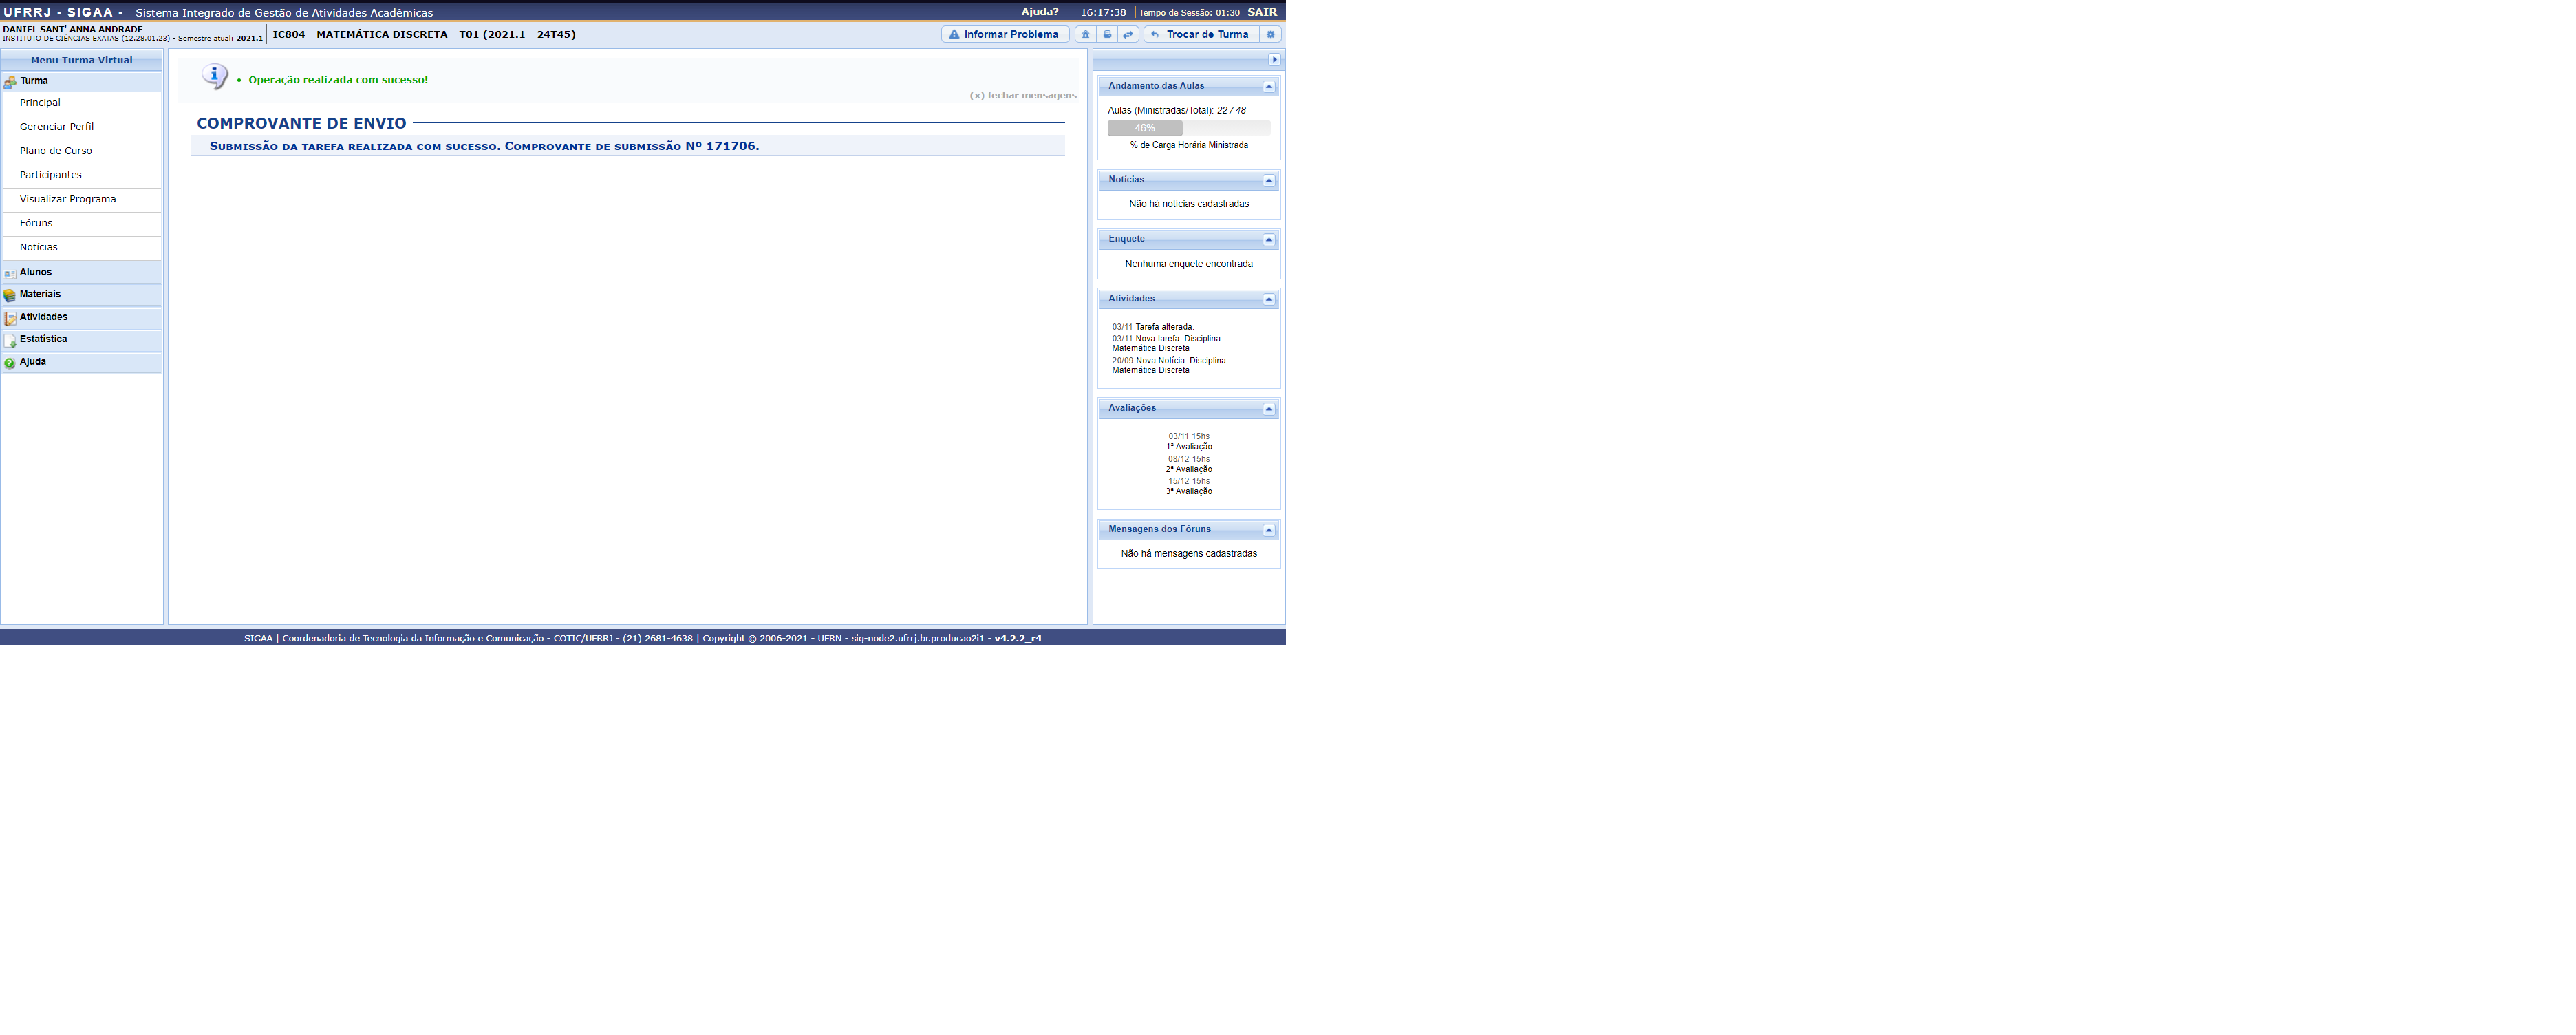 UFRRJ - SIGAA - Sistema Integrado de Gestão de Atividades Acadêmicas
Ajuda? 16:17:38 Tempo de Sessão: 01:30 SAIR
DANIEL SANT' ANNA ANDRADE
INSTITUTO DE CIÊNCIAS EXATAS (12.28.01.23) - Semestre atual: 2021.1
IC804 - MATEMÁTICA DISCRETA - T01 (2021.1 - 24T45)
Informar Problema
Trocar de Turma
Menu Turma Virtual
Turma
Principal
Gerenciar Perfil
Plano de Curso
Participantes
Visualizar Programa
Fóruns
Notícias
Alunos
Materiais
Atividades
Estatística
Ajuda
• Operação realizada com sucesso!
(x) fechar mensagens
COMPROVANTE DE ENVIO
Submissão da tarefa realizada com sucesso. Comprovante de submissão Nº 171706.
Andamento das Aulas
Aulas (Ministradas/Total): 22 / 48
46%
% de Carga Horária Ministrada
Notícias
Não há notícias cadastradas
Enquete
Nenhuma enquete encontrada
Atividades
03/11 Tarefa alterada.
03/11 Nova tarefa: Disciplina
Matemática Discreta
20/09 Nova Notícia: Disciplina
Matemática Discreta
Avaliações
03/11 15hs
1ª Avaliação
08/12 15hs
2ª Avaliação
15/12 15hs
3ª Avaliação
Mensagens dos Fóruns
Não há mensagens cadastradas
SIGAA | Coordenadoria de Tecnologia da Informação e Comunicação - COTIC/UFRRJ - (21) 2681-4638 | Copyright © 2006-2021 - UFRN - sig-node2.ufrrj.br.producao2i1 - v4.2.2_r4